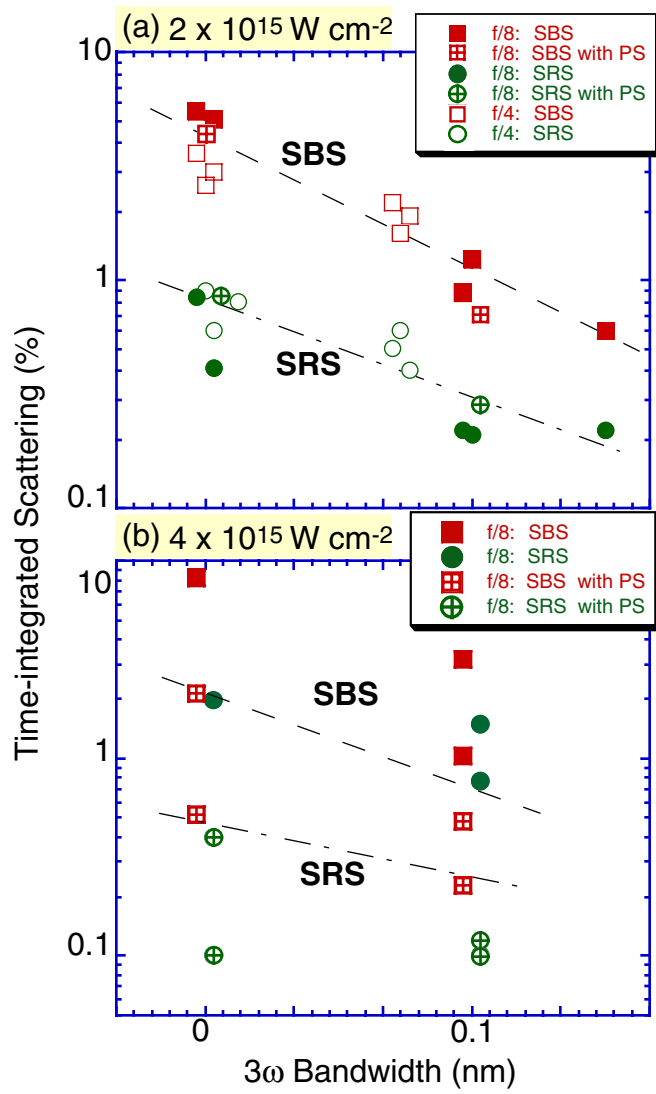 (a) 2 x 10¹⁵ W cm⁻²
f/8: SBS
f/8: SBS with PS
f/8: SRS
f/8: SRS with PS
f/4: SBS
f/4: SRS
10
SBS
1
SRS
0.1
Time-integrated Scattering (%)
(b) 4 x 10¹⁵ W cm⁻²
f/8: SBS
f/8: SRS
f/8: SBS with PS
f/8: SRS with PS
10
SBS
1
SRS
0.1
0 0.1
3ω Bandwidth (nm)